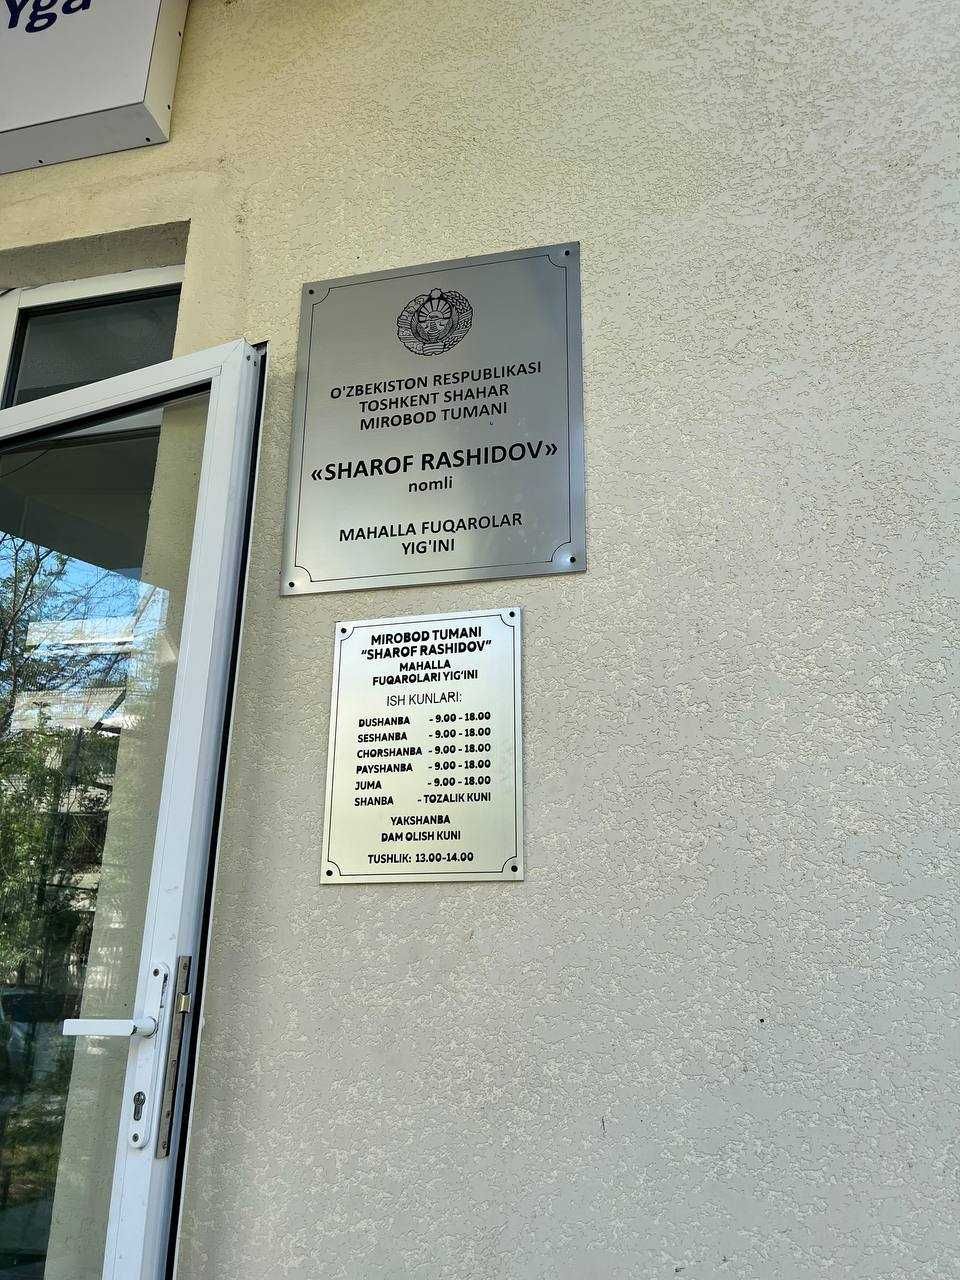 yga
O'ZBEKISTON RESPUBLIKASI
TOSHKENT SHAHAR
MIROBOD TUMANI
«SHAROF RASHIDOV»
nomli
MAHALLA FUQAROLAR
YIG'INI
MIROBOD TUMANI
"SHAROF RASHIDOV"
MAHALLA
FUQAROLARI YIG'INI
ISH KUNLARI:
DUSHANBA - 9.00 - 18.00
SESHANBA - 9.00 - 18.00
CHORSHANBA - 9.00 - 18.00
PAYSHANBA - 9.00 - 18.00
JUMA - 9.00 - 18.00
SHANBA - TOZALIK KUNI
YAKSHANBA
DAM OLISH KUNI
TUSHLIK: 13.00-14.00